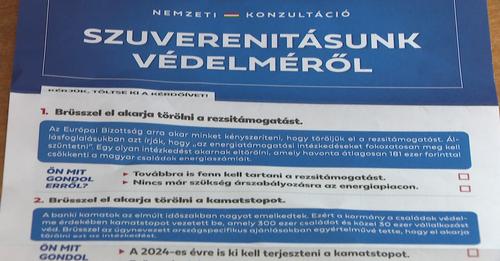 NEMZETI KONZULTÁCIÓ
SZUVERENITÁSUNK
VÉDELMÉRŐL
KÉRJÜK, TÖLTSE KI A KÉRDŐÍVET!
1. Brüsszel el akarja törölni a rezsitámogatást.
Az Európai Bizottság arra akar minket kényszeríteni, hogy töröljük el a rezsitámogatást. Ál-
lásfoglalásukban azt írják, hogy „az energiatámogatási intézkedéseket fokozatosan meg kell
szüntetni". Egy olyan intézkedést akarnak eltörölni, amely havonta átlagosan 181 ezer forinttal
csökkenti a magyar családok energiaszámláit.
ÖN MIT
GONDOL
ERRŐL?
▸ Továbbra is fenn kell tartani a rezsitámogatást.
▸ Nincs már szükség árszabályozásra az energiapiacon.
2. Brüsszel el akarja törölni a kamatstopot.
A banki kamatok az elmúlt időszakban nagyot emelkedtek. Ezért a kormány a családok védel-
me érdekében kamatstopot vezetett be, amely 300 ezer családot és közel 30 ezer vállalkozást
véd. Brüsszel az úgynevezett országspecifikus ajánlásokban egyértelművé tette, hogy el akarja
törölni ezt az intézkedést.
ÖN MIT
GONDOL
▸ A 2024-es évre is ki kell terjeszteni a kamatstopot.